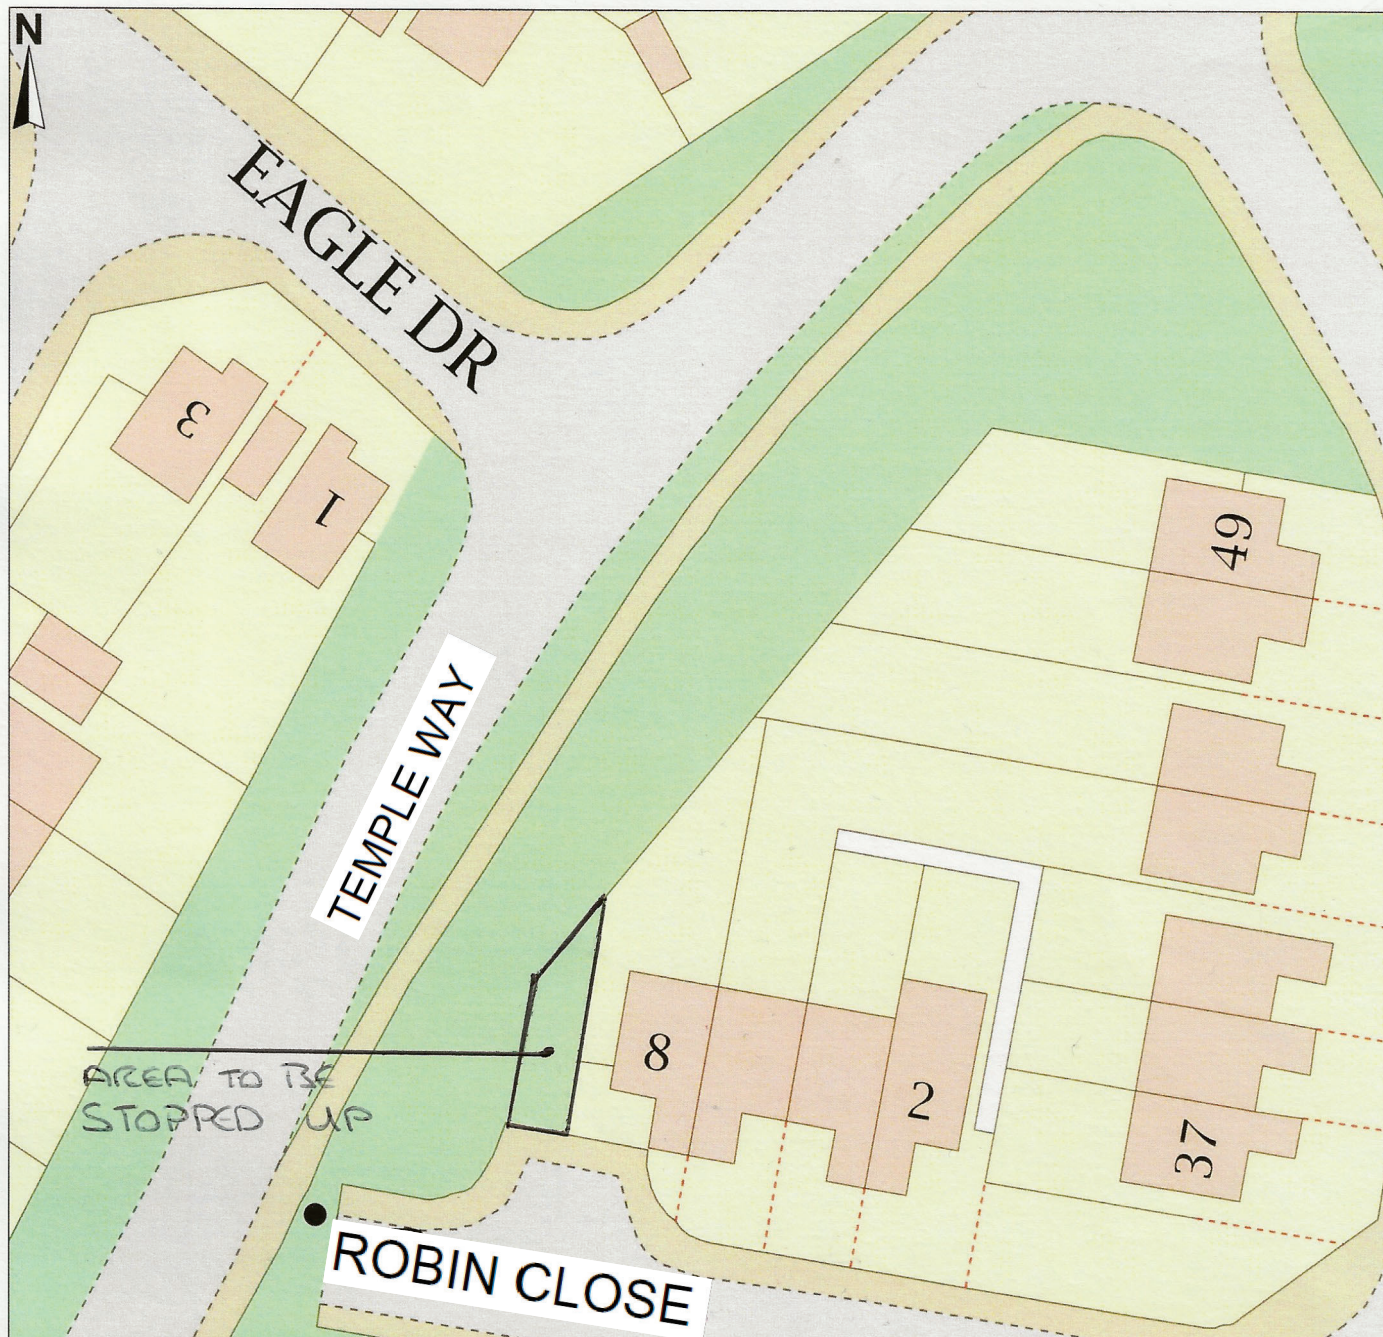 N
EAGLE DR
3
1
49
TEMPLE WAY
8
2
37
AREA TO BE
STOPPED UP
ROBIN CLOSE